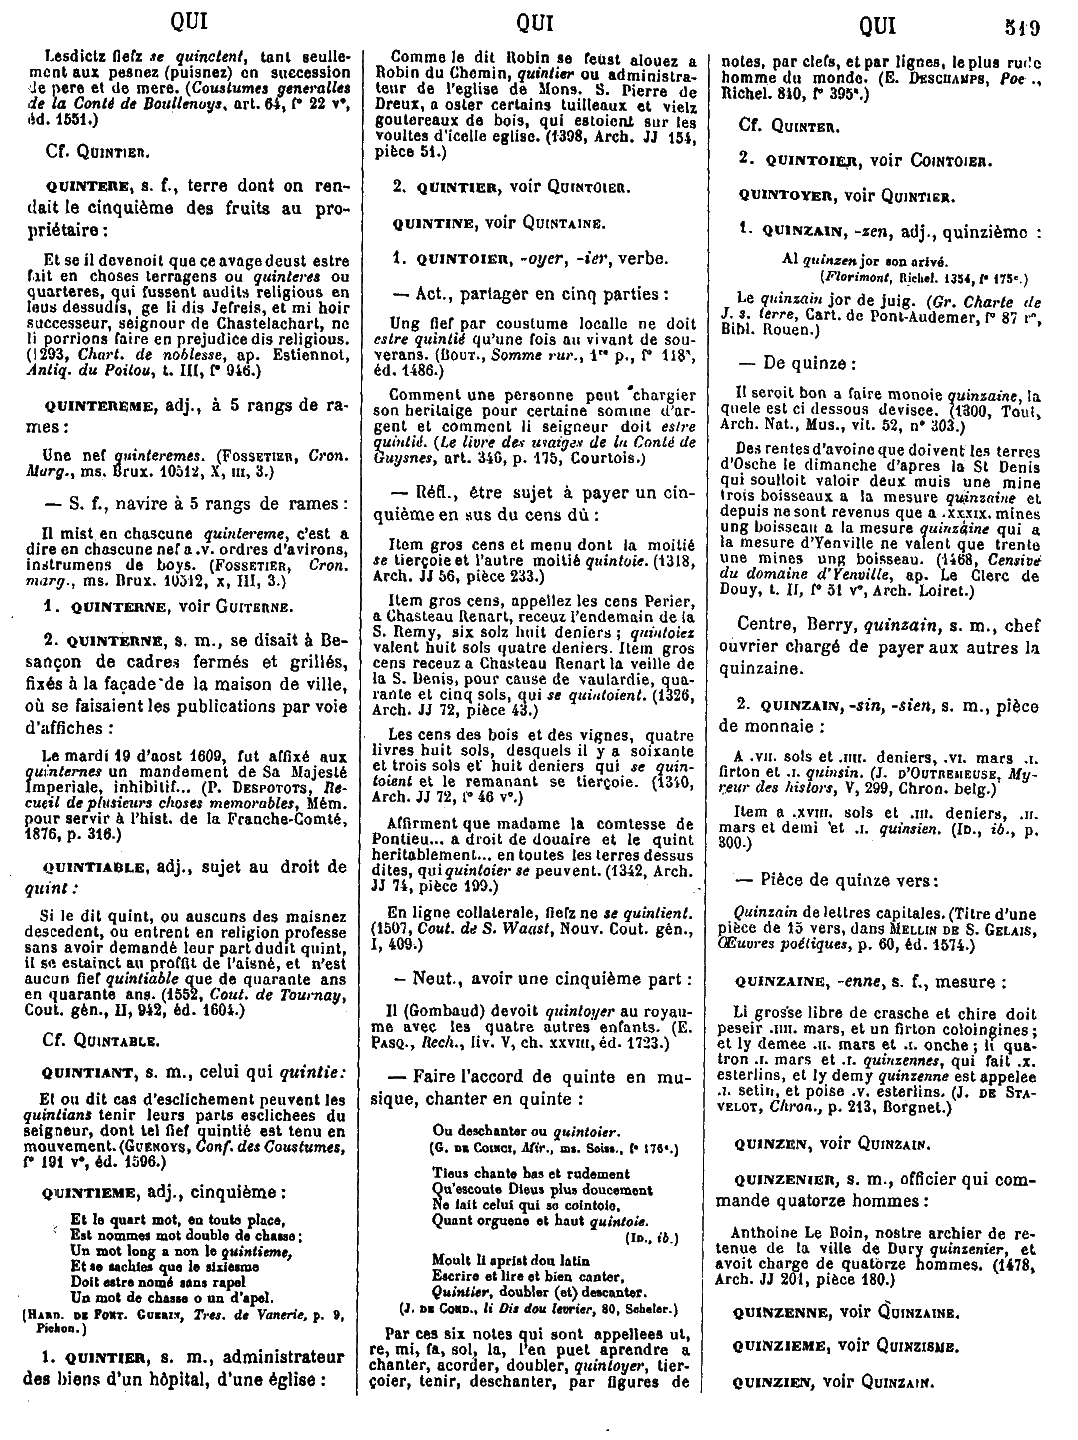 QUI
QUI
QUI 519
Lesdictz fiefz se quinctent, tant seulle-
ment aux pesnez (puisnez) en succession
de pere et de mere. (Coustumes generalles
de la Conté de Boullenoys, art. 64, f° 22 v°,
éd. 1551.)
Cf. QUINTIER.
QUINTERE, s. f., terre dont on ren-
dait le cinquième des fruits au pro-
priétaire :
Et se il devenoit que ce avage deust estre
fait en choses terragens ou quinteres ou
quarteres, qui fussent audits religious en
leus dessudis, ge li dis Jefreis, et mi hoir
successeur, seignour de Chastelachart, ne
li porrions faire en prejudice dis religious.
(1293, Chart. de noblesse, ap. Estiennot,
Antiq. du Poitou, t. III, f° 946.)
QUINTEREME, adj., à 5 rangs de ra-
mes :
Une nef quinteremes. (FOSSETIER, Cron.
Marg., ms. Brux. 10512, X, III, 3.)
— S. f., navire à 5 rangs de rames :
Il mist en chascune quintereme, c'est a
dire en chascune nef a .v. ordres d'avirons,
instrumens de boys. (FOSSETIER, Cron.
marg., ms. Brux. 10512, x, III, 3.)
1. QUINTERNE, voir GUITERNE.
2. QUINTERNE, s. m., se disait à Be-
sançon de cadres fermés et grillés,
fixés à la façade de la maison de ville,
où se faisaient les publications par voie
d'affiches :
Le mardi 19 d'aost 1609, fut affixé aux
quinternes un mandement de Sa Majesté
Imperiale, inhibitif... (P. DESPOTOTS, Re-
cueil de plusieurs choses memorables, Mém.
pour servir à l'hist. de la Franche-Comté,
1876, p. 316.)
QUINTIABLE, adj., sujet au droit de
quint :
Si le dit quint, ou auscuns des maisnez
descedent, ou entrent en religion professe
sans avoir demandé leur part dudit quint,
il se estainct au proffit de l'aisné, et n'est
aucun fief quintiable que de quarante ans
en quarante ans. (1552, Cout. de Tournay,
Cout. gén., II, 942, éd. 1604.)
Cf. QUINTABLE.
QUINTIANT, s. m., celui qui quintie:
Et ou dit cas d'esclichement peuvent les
quintians tenir leurs parts esclichees du
seigneur, dont tel fief quintié est tenu en
mouvement. (GUENOYS, Conf. des Coustumes,
f° 191 v°, éd. 1596.)
QUINTIEME, adj., cinquième :
Et le quart mot, en toute place,
Est nommes mot double de chasse ;
Un mot long a non le quintieme,
Et se sachies que le sixiesme
Doit estre nomé sans rapel
Un mot de chasse o un d'apel.
(HARD. DE FONT. GUERIN, Tres. de Vanerie, p. 9,
Pichon.)
1. QUINTIER, s. m., administrateur
des biens d'un hôpital, d'une église :
Comme le dit Robin se feust alouez a
Robin du Chemin, quintier ou administra-
teur de l'eglise de Mons. S. Pierre de
Dreux, a oster certains tuilleaux et vielz
goutereaux de bois, qui estoient sur les
voultes d'icelle eglise. (1398, Arch. JJ 154,
pièce 51.)
2. QUINTIER, voir QUINTOIER.
QUINTINE, voir QUINTAINE.
1. QUINTOIER, -oyer, -ier, verbe.
— Act., partager en cinq parties :
Ung fief par coustume localle ne doit
estre quintié qu'une fois au vivant de sou-
verans. (BOUT., Somme rur., 1re p., f° 118a,
éd. 1486.)
Comment une personne peut chargier
son heritaige pour certaine somme d'ar-
gent et comment li seigneur doit estre
quintié. (Le livre des usaiges de la Conté de
Guysnes, art. 340, p. 175, Courtois.)
— Réfl., être sujet à payer un cin-
quième en sus du cens dû :
Item gros cens et menu dont la moitié
se tierçoie et l'autre moitié quintoie. (1318,
Arch. JJ 56, pièce 233.)
Item gros cens, appellez les cens Perier,
a Chasteau Renart, receuz l'endemain de la
S. Remy, six solz huit deniers ; quintoiez
valent huit sols quatre deniers. Item gros
cens receuz a Chasteau Renart la veille de
la S. Denis, pour cause de vaulardie, qua-
rante et cinq sols, qui se quintoient. (1326,
Arch. JJ 72, pièce 43.)
Les cens des bois et des vignes, quatre
livres huit sols, desquels il y a soixante
et trois sols et huit deniers qui se quin-
toient et le remanant se tierçoie. (1340,
Arch. JJ 72, f° 46 v°.)
Affirment que madame la comtesse de
Pontieu... a droit de douaire et le quint
heritablement... en toutes les terres dessus
dites, qui quintoier se peuvent. (1342, Arch.
JJ 74, pièce 199.)
En ligne collaterale, fiefz ne se quintient.
(1507, Cout. de S. Waast, Nouv. Cout. gén.,
I, 409.)
— Neut., avoir une cinquième part :
Il (Gombaud) devoit quintoyer au royau-
me avec les quatre autres enfants. (E.
PASQ., Rech., liv. V, ch. XXVIII, éd. 1723.)
— Faire l'accord de quinte en mu-
sique, chanter en quinte :
Ou deschanter ou quintoier.
(G. DE COINCI, Mir., ms. Soiss., f° 176a.)
Tieus chante bas et rudement
Qu'escoute Dieus plus doucement
Ne fait celui qui se cointoie,
Quant orguene et haut quintoie.
(ID., ib.)
Moult li aprist dou latin
Escrire et lire et bien canter,
Quintier, doubler (et) descanter.
(J. DE COND., li Dis dou levrier, 80, Scheler.)
Par ces six notes qui sont appellees ut,
re, mi, fa, sol, la, l'en puet aprendre a
chanter, acorder, doubler, quintoyer, tier-
çoier, tenir, deschanter, par figures de
notes, par clefs, et par lignes, le plus rude
homme du monde. (E. DESCHAMPS, Poe .,
Richel. 840, f° 395a.)
Cf. QUINTER.
2. QUINTOIER, voir COINTOIER.
QUINTOYER, voir QUINTIER.
1. QUINZAIN, -zen, adj., quinzième :
Al quinzen jor son arivé.
(Florimont, Richel. 1354, f° 175c.)
Le quinzain jor de juig. (Gr. Charte de
J. s. terre, Cart. de Pont-Audemer, f° 87 r°,
Bibl. Rouen.)
— De quinze :
Il seroit bon a faire monoie quinzaine, la
quele est ci dessous devisee. (1300, Tout,
Arch. Nat., Mus., vit. 52, n° 303.)
Des rentes d'avoine que doivent les terres
d'Osche le dimanche d'apres la St Denis
qui soulloit valoir deux muis une mine
trois boisseaux a la mesure quinzaine et
depuis ne sont revenus que a .XXXIX. mines
ung boisseau a la mesure quinzaine qui a
la mesure d'Yenville ne valent que trente
une mines ung boisseau. (1468, Censive
du domaine d'Yenville, ap. Le Clerc de
Douy, t. II, f° 51 v°, Arch. Loiret.)
Centre, Berry, quinzain, s. m., chef
ouvrier chargé de payer aux autres la
quinzaine.
2. QUINZAIN, -sin, -sien, s. m., pièce
de monnaie :
A .VII. sols et .IIII. deniers, .VI. mars .I.
firton et .I. quinsin. (J. D'OUTREMEUSE, My-
reur des histors, V, 299, Chron. belg.)
Item a .XVIII. sols et .III. deniers, .II.
mars et demi et .I. quinsien. (ID., ib., p.
300.)
— Pièce de quinze vers :
Quinzain de lettres capitales. (Titre d'une
pièce de 15 vers, dans MELLIN DE S. GELAIS,
Œuvres poétiques, p. 60, éd. 1574.)
QUINZAINE, -enne, s. f., mesure :
Li grosse libre de crasche et chire doit
peseir .IIII. mars, et un firton coloingines ;
et ly demee .II. mars et .I. onche ; li qua-
tron .I. mars et .I. quinzennes, qui fait .X.
esterlins, et ly demy quinzenne est appelee
.I. setin, et poise .V. esterlins. (J. DE STA-
VELOT, Chron., p. 213, Borgnet.)
QUINZEN, voir QUINZAIN.
QUINZENIER, s. m., officier qui com-
mande quatorze hommes :
Anthoine Le Boin, nostre archier de re-
tenue de la ville de Dury quinzenier, et
avoit charge de quatorze hommes. (1478,
Arch. JJ 201, pièce 180.)
QUINZENNE, voir QUINZAINE.
QUINZIEME, voir QUINZISME.
QUINZIEN, voir QUINZAIN.